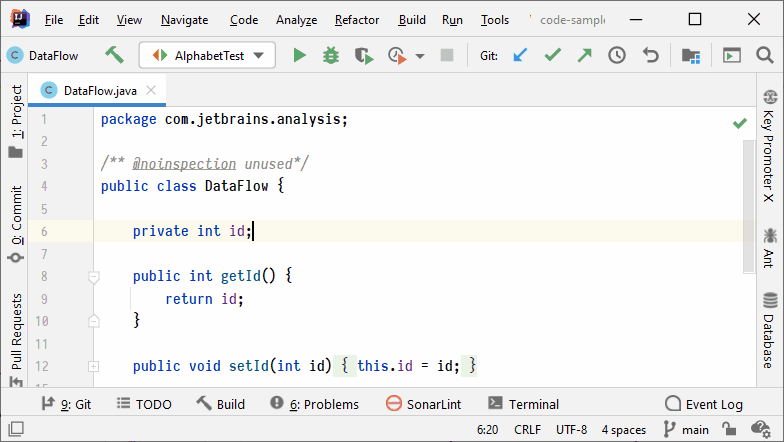 File Edit View Navigate Code Analyze Refactor Build Run Tools code-sample
DataFlow AlphabetTest Git:
DataFlow.java
1: Project
0: Commit
Pull Requests
1 package com.jetbrains.analysis;
2
3 /** @noinspection unused*/
4 public class DataFlow {
5
6 private int id;
7
8 public int getId() {
9 return id;
10 }
11
12 public void setId(int id) { this.id = id; }
Key Promoter X
Ant
Database
9: Git TODO Build 6: Problems SonarLint Terminal Event Log
6:20 CRLF UTF-8 4 spaces main